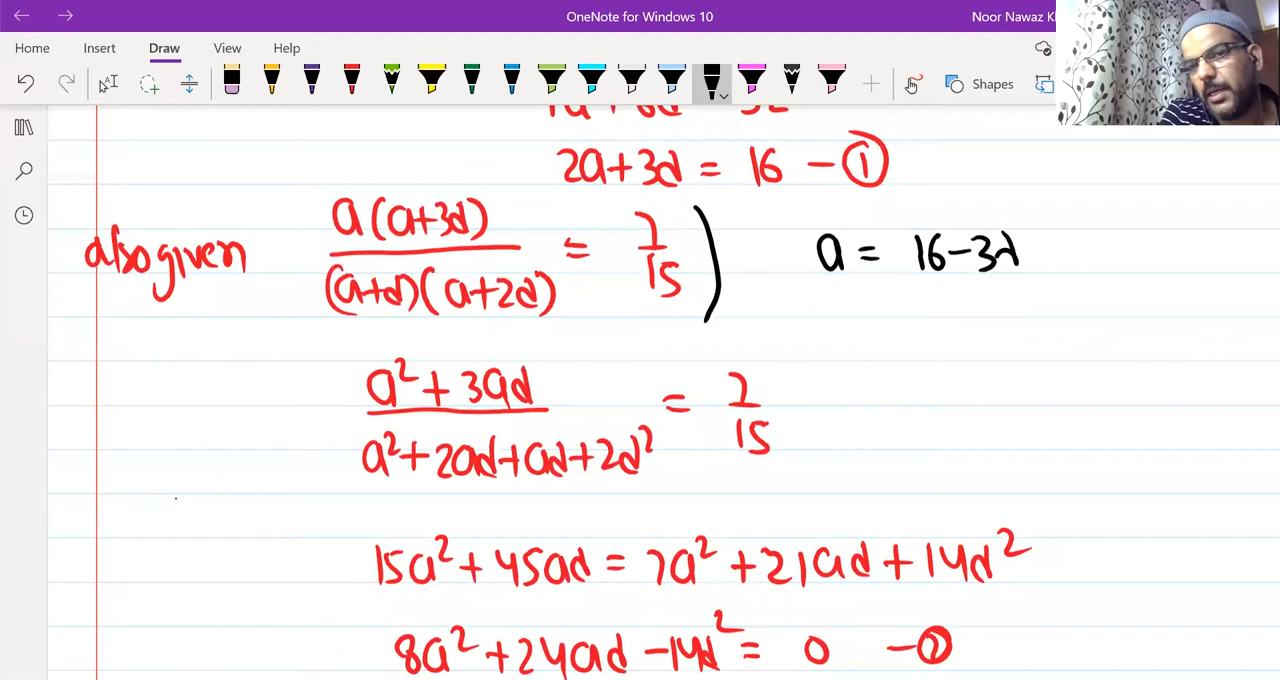 OneNote for Windows 10
Noor Nawaz
Home Insert Draw View Help
Shapes
2a+3d = 16 - ①
also given a(a+3d) / (a+d)(a+2d) = 7/15 ) a = 16-3d
a² + 3ad / a²+2ad+ad+2d² = 7/15
15a²+45ad = 7a²+21ad+14d²
8a²+24ad-14d² = 0 - ②